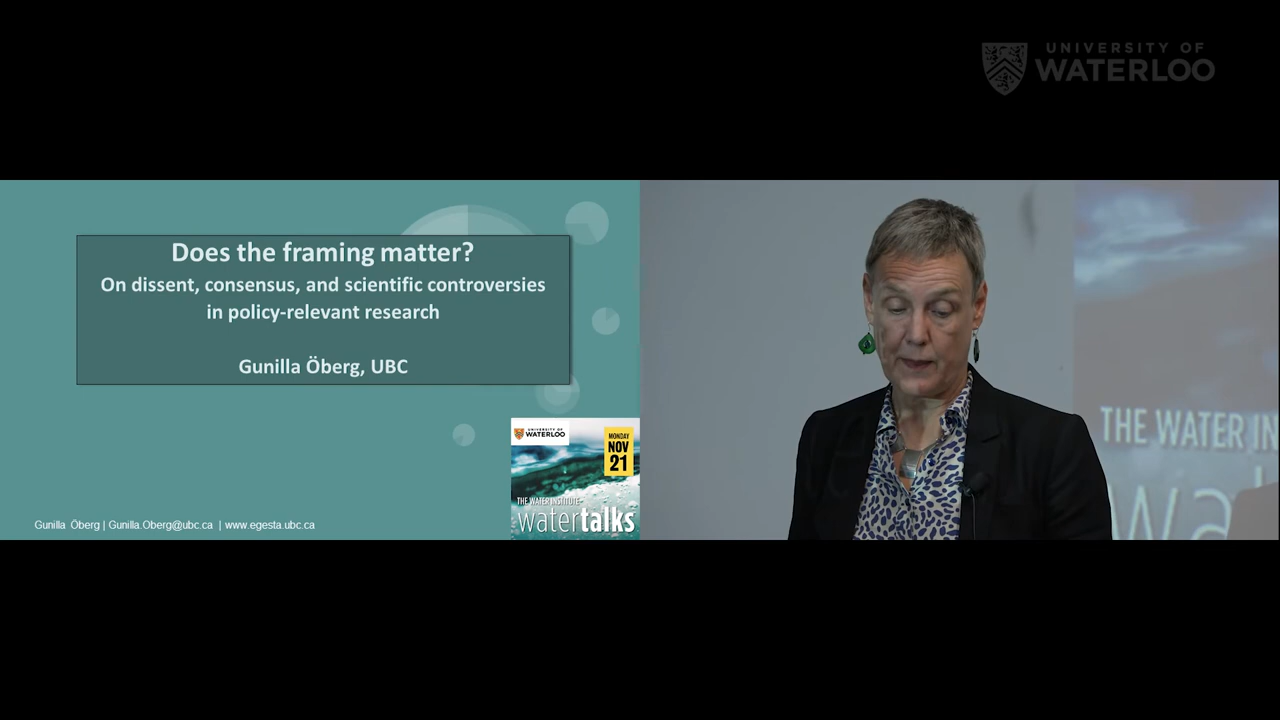 UNIVERSITY OF
WATERLOO
Does the framing matter?
On dissent, consensus, and scientific controversies
in policy-relevant research
Gunilla Öberg, UBC
UNIVERSITY OF
WATERLOO
MONDAY
NOV
21
THE WATER INSTITUTE
watertalks
Gunilla Öberg | Gunilla.Oberg@ubc.ca | www.egesta.ubc.ca
THE WATER IN
wa